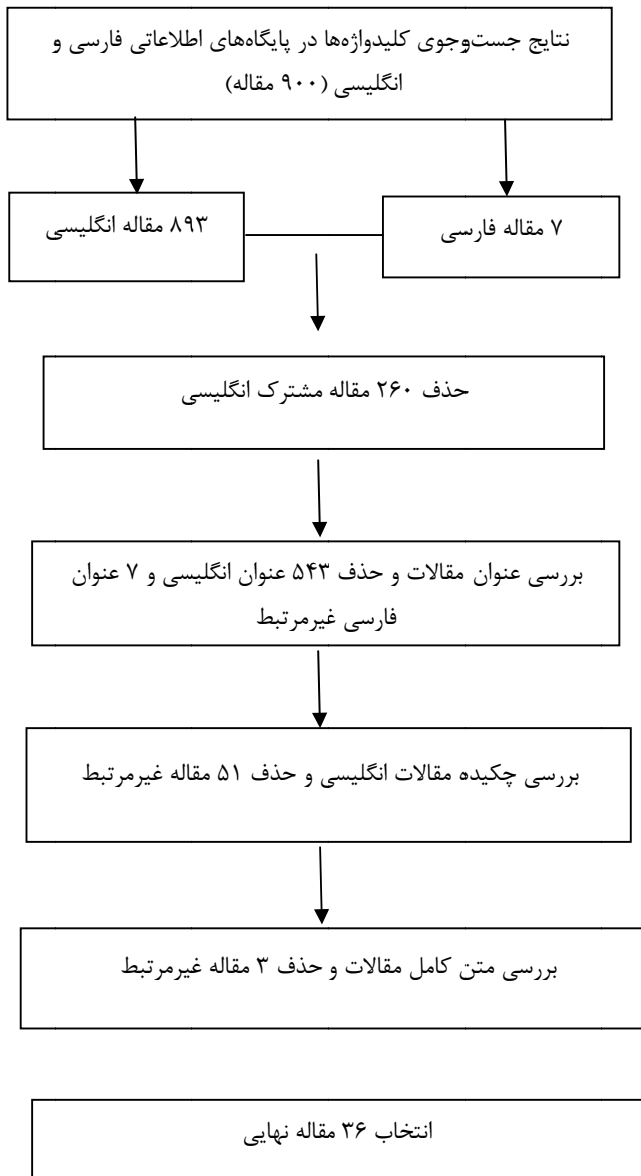 نتایج جست‌وجوی کلیدواژه‌ها در پایگاه‌های اطلاعاتی فارسی و
انگلیسی (۹۰۰ مقاله)
۷ مقاله فارسی
۸۹۳ مقاله انگلیسی
حذف ۲۶۰ مقاله مشترک انگلیسی
بررسی عنوان مقالات و حذف ۵۴۳ عنوان انگلیسی و ۷ عنوان
فارسی غیرمرتبط
بررسی چکیده مقالات انگلیسی و حذف ۵۱ مقاله غیرمرتبط
بررسی متن کامل مقالات و حذف ۳ مقاله غیرمرتبط
انتخاب ۳۶ مقاله نهایی